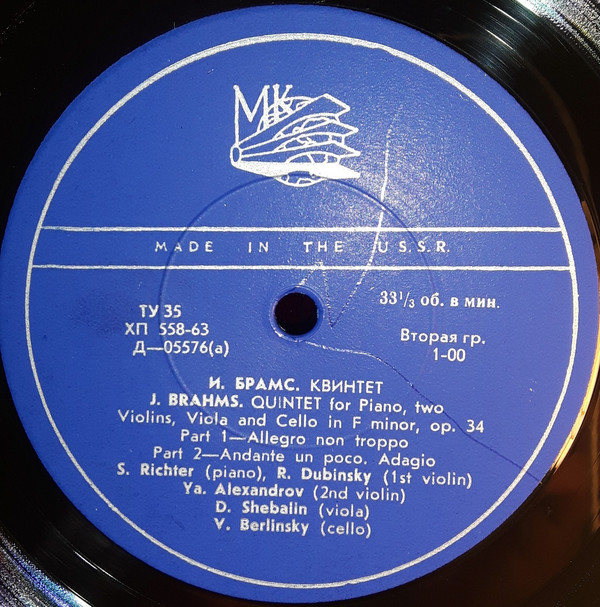 МК
MADE IN THE U.S.S.R.
ТУ 35
ХП 558-63
Д—05576(а)
33 1/3 об. в мин.
Вторая гр.
1-00
И. БРАМС. КВИНТЕТ
J. BRAHMS. QUINTET for Piano, two
Violins, Viola and Cello in F minor, op. 34
Part 1—Allegro non troppo
Part 2—Andante un poco. Adagio
S. Richter (piano), R. Dubinsky (1st violin)
Ya. Alexandrov (2nd violin)
D. Shebalin (viola)
V. Berlinsky (cello)